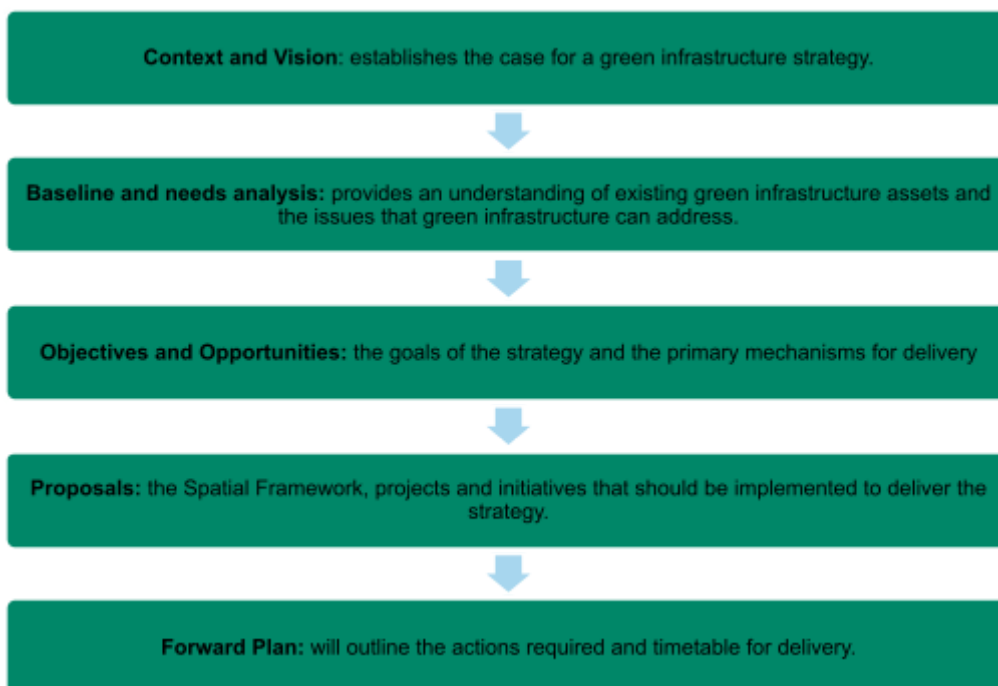 Context and Vision: establishes the case for a green infrastructure strategy.
Baseline and needs analysis: provides an understanding of existing green infrastructure assets and
the issues that green infrastructure can address.
Objectives and Opportunities: the goals of the strategy and the primary mechanisms for delivery
Proposals: the Spatial Framework, projects and initiatives that should be implemented to deliver the
strategy.
Forward Plan: will outline the actions required and timetable for delivery.